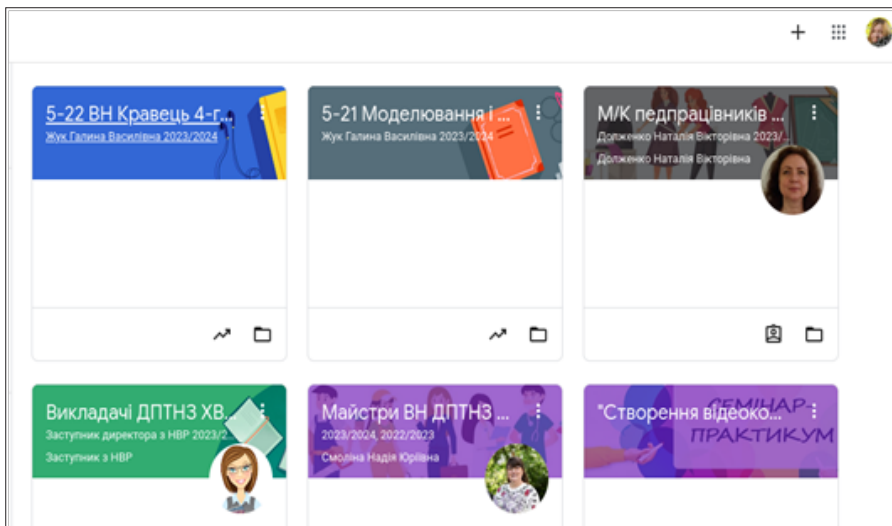 5-22 ВН Кравець 4-г...
Жук Галина Василівна 2023/2024
5-21 Моделювання і ...
Жук Галина Василівна 2023/2024
М/К педпрацівників ...
Долженко Наталія Вікторівна 2023/...
Долженко Наталія Вікторівна
Викладачі ДПТНЗ ХВ...
Заступник директора з НВР 2023/2...
Заступник з НВР
Майстри ВН ДПТНЗ ...
2023/2024, 2022/2023
Смоліна Надія Юріївна
"Створення відеоко...
СЕМІНАР-
ПРАКТИКУМ